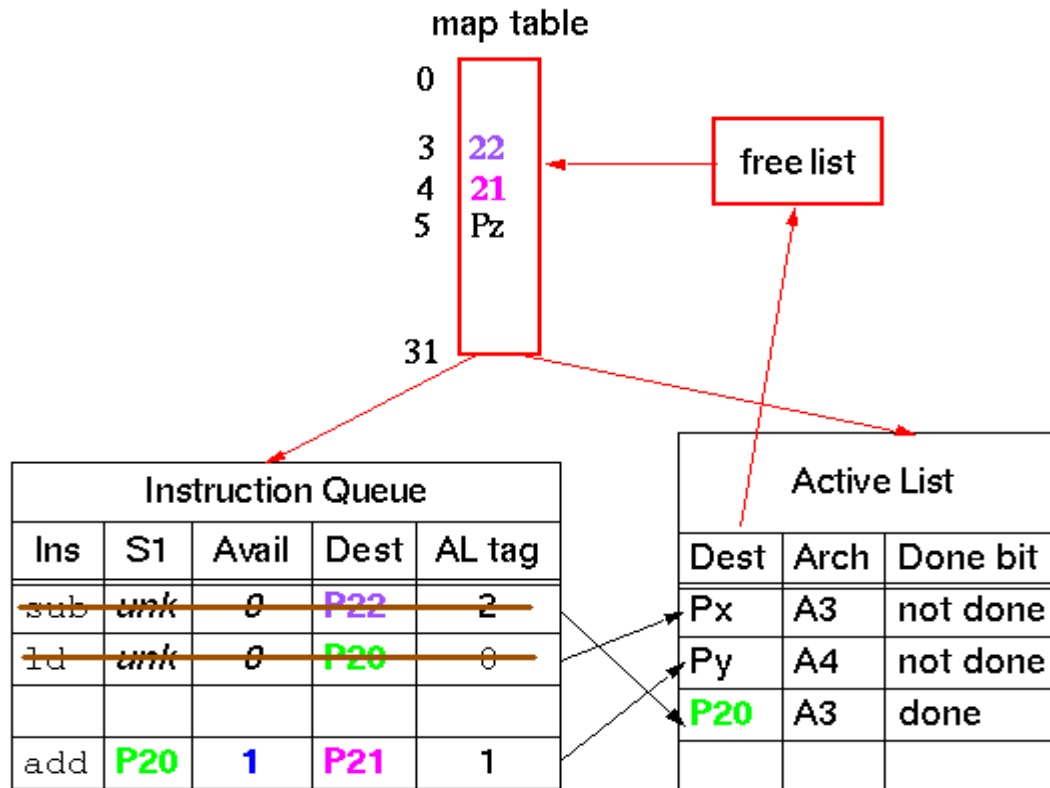 map table
0
3 22
4 21
5 Pz
31
free list
Instruction Queue
Ins S1 Avail Dest AL tag
sub unk 0 P22 2
ld unk 0 P20 0
add P20 1 P21 1
Active List
Dest Arch Done bit
Px A3 not done
Py A4 not done
P20 A3 done